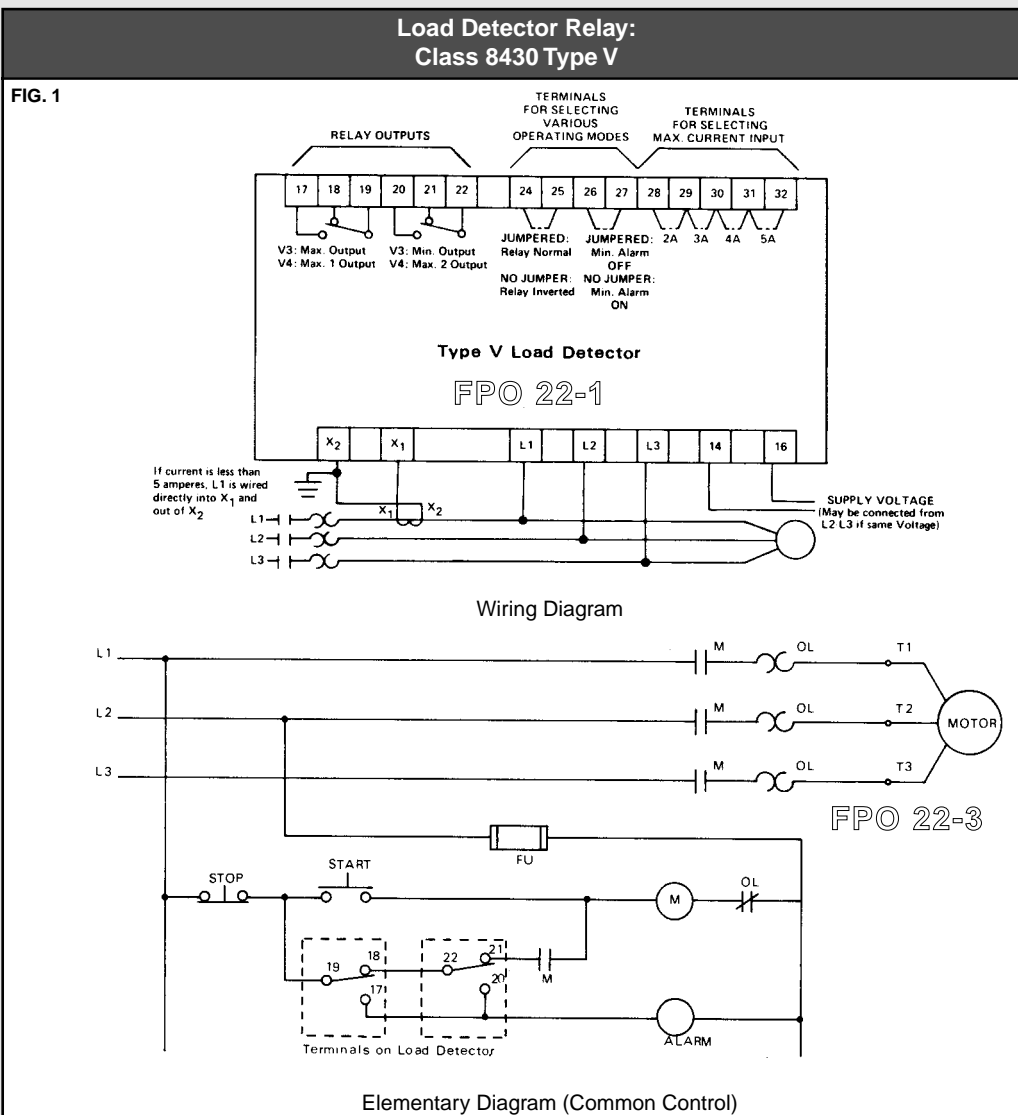 Load Detector Relay:
Class 8430 Type V
FIG. 1
RELAY OUTPUTS
TERMINALS
FOR SELECTING
VARIOUS
OPERATING MODES
TERMINALS
FOR SELECTING
MAX. CURRENT INPUT
17 18 19 20 21 22 24 25 26 27 28 29 30 31 32
V3: Max. Output
V4: Max. 1 Output
V3: Min. Output
V4: Max. 2 Output
JUMPERED:
Relay Normal
NO JUMPER:
Relay Inverted
JUMPERED:
Min. Alarm
OFF
NO JUMPER:
Min. Alarm
ON
2A 3A 4A 5A
Type V Load Detector
FPO 22-1
X2 X1 L1 L2 L3 14 16
If current is less than
5 amperes, L1 is wired
directly into X1 and
out of X2
X1 X2
L1
L2
L3
SUPPLY VOLTAGE
(May be connected from
L2 L3 if same Voltage)
Wiring Diagram
L1 M OL T1
L2 M OL T2
MOTOR
L3 M OL T3
FPO 22-3
FU
STOP START M OL
19 18 17 22 21 20 M
ALARM
Terminals on Load Detector
Elementary Diagram (Common Control)